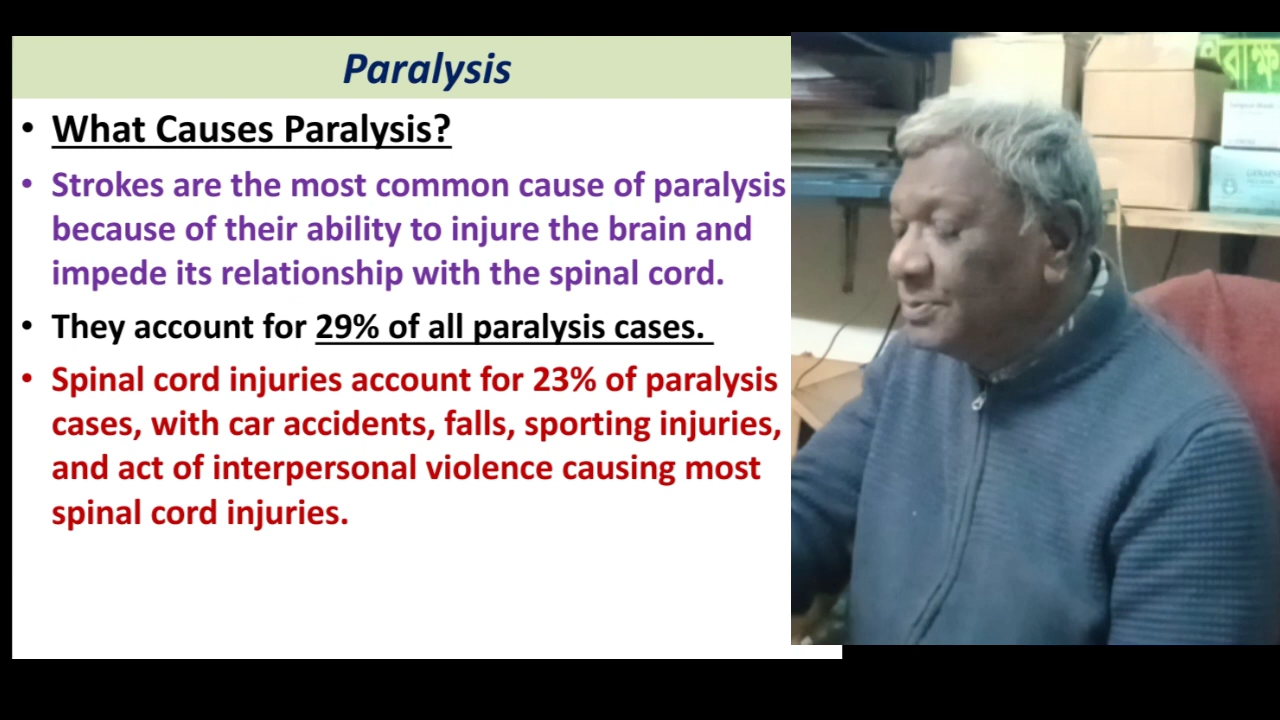 Paralysis
• What Causes Paralysis?
• Strokes are the most common cause of paralysis
because of their ability to injure the brain and
impede its relationship with the spinal cord.
• They account for 29% of all paralysis cases.
• Spinal cord injuries account for 23% of paralysis
cases, with car accidents, falls, sporting injuries,
and act of interpersonal violence causing most
spinal cord injuries.